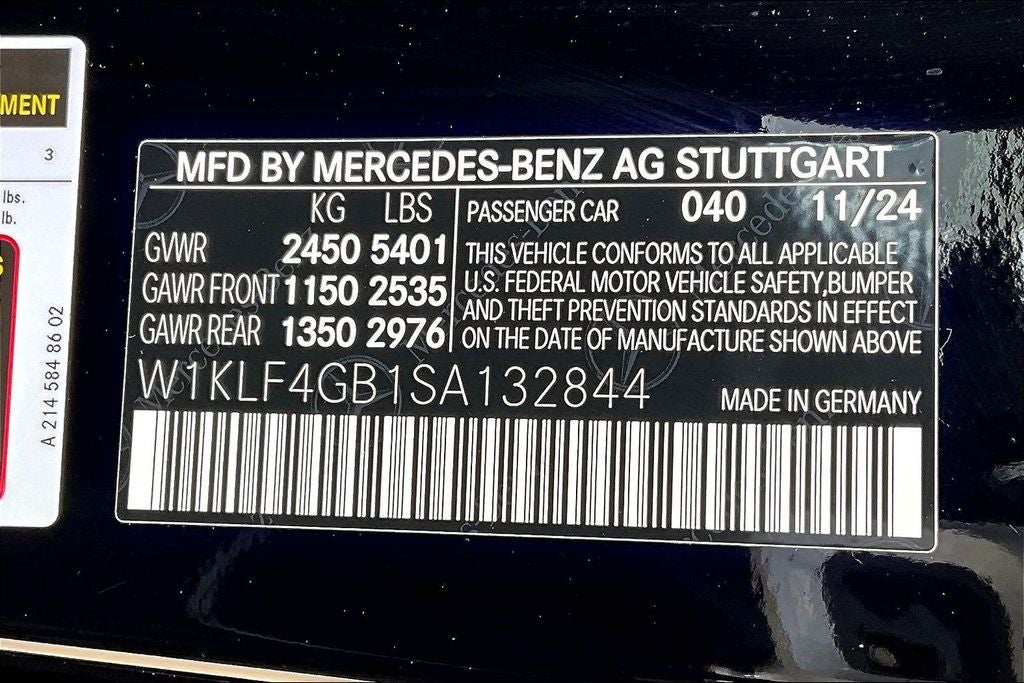 MENT
3
lbs.
lb.
S
A 214 584 86 02
MFD BY MERCEDES-BENZ AG STUTTGART
KG LBS
GVWR 2450 5401
GAWR FRONT 1150 2535
GAWR REAR 1350 2976
PASSENGER CAR 040 11/24
THIS VEHICLE CONFORMS TO ALL APPLICABLE
U.S. FEDERAL MOTOR VEHICLE SAFETY,BUMPER
AND THEFT PREVENTION STANDARDS IN EFFECT
ON THE DATE OF MANUFACTURE SHOWN ABOVE
W1KLF4GB1SA132844
MADE IN GERMANY